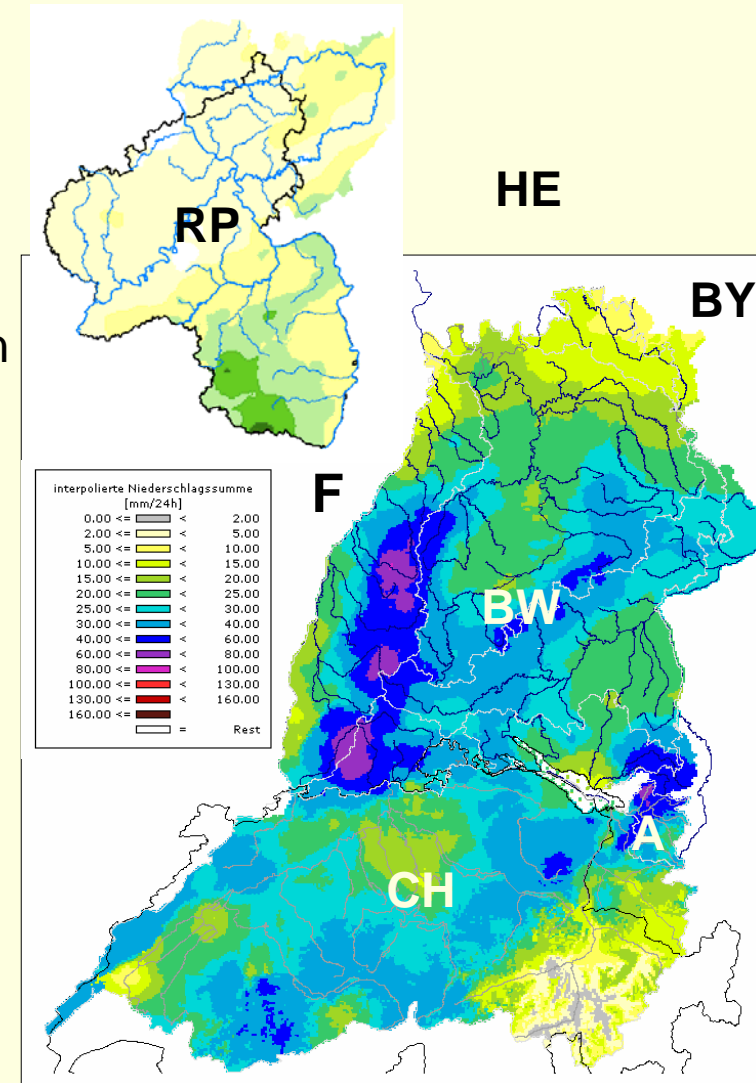 HE
RP
BY
n
F
interpolierte Niederschlagssumme
[mm/24h]
0.00 <= < 2.00
2.00 <= < 5.00
5.00 <= < 10.00
10.00 <= < 15.00
15.00 <= < 20.00
20.00 <= < 25.00
25.00 <= < 30.00
30.00 <= < 40.00
40.00 <= < 60.00
60.00 <= < 80.00
80.00 <= < 100.00
100.00 <= < 130.00
130.00 <= < 160.00
160.00 <=
= Rest
BW
A
CH